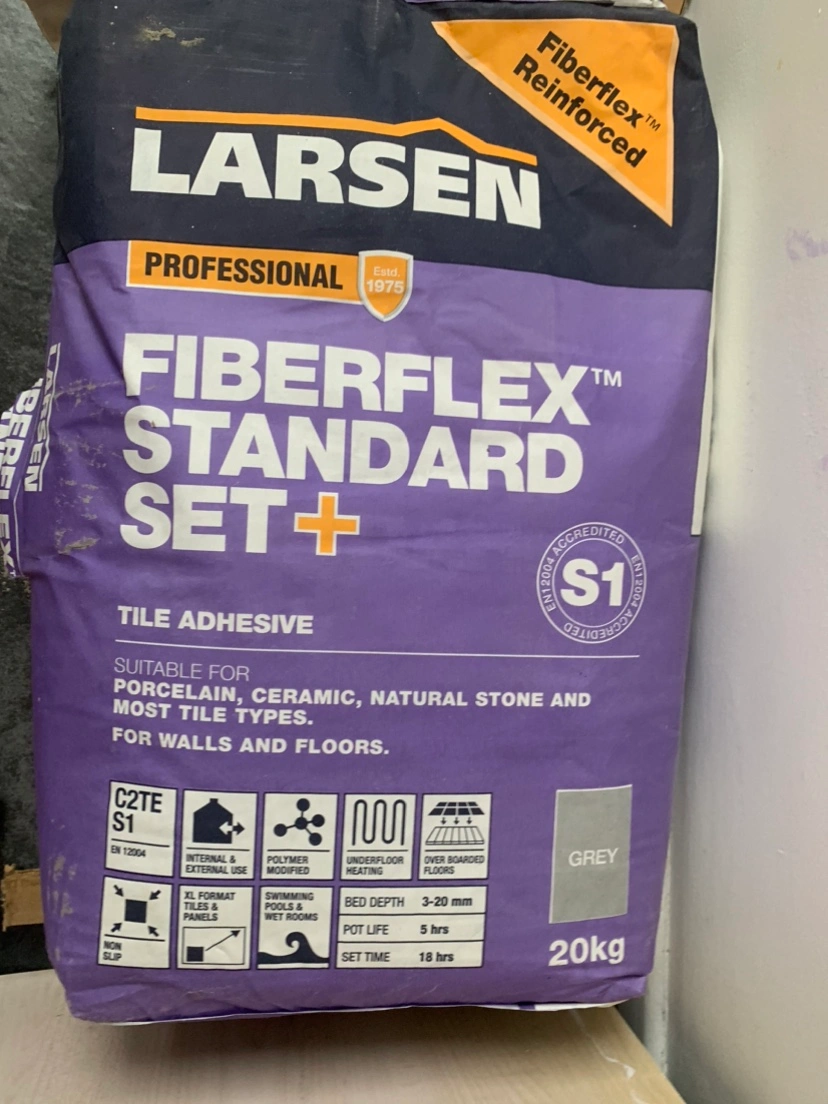 Fiberflex™
Reinforced
LARSEN
PROFESSIONAL
Estd.
1975
FIBERFLEX™
STANDARD
SET+
EN12004 ACCREDITED EN12004 ACCREDITED
S1
TILE ADHESIVE
SUITABLE FOR
PORCELAIN, CERAMIC, NATURAL STONE AND
MOST TILE TYPES.
FOR WALLS AND FLOORS.
C2TE
S1
EN 12004
INTERNAL &
EXTERNAL USE
POLYMER
MODIFIED
UNDERFLOOR
HEATING
OVER BOARDED
FLOORS
NON
SLIP
XL FORMAT
TILES &
PANELS
SWIMMING
POOLS &
WET ROOMS
BED DEPTH 3-20 mm
POT LIFE 5 hrs
SET TIME 18 hrs
GREY
20kg
LARSEN